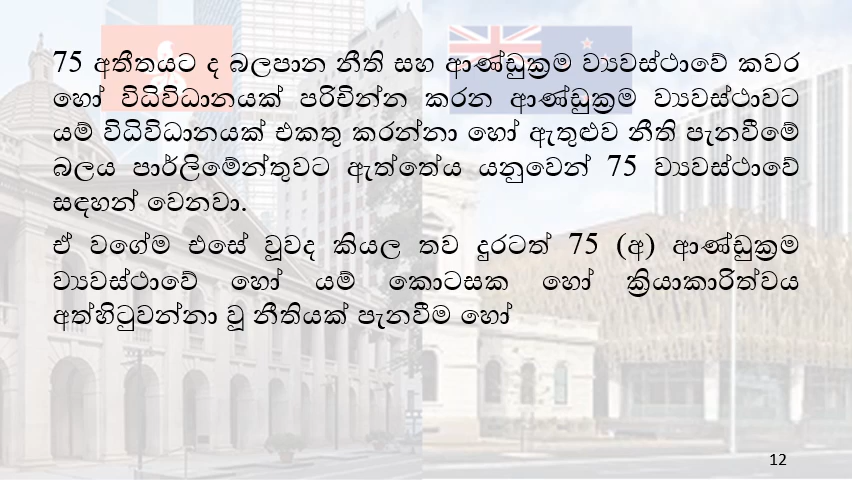 75 අතීතයට ද බලපාන නීති සහ ආණ්ඩුක්‍රම ව්‍යවස්ථාවේ කවර
හෝ විධිවිධානයක් පරිච්න්න කරන ආණ්ඩුක්‍රම ව්‍යවස්ථාවට
යම් විධිවිධානයක් එකතු කරන්නා හෝ ඇතුළුව නීති පැනවීමේ
බලය පාර්ලිමේන්තුවට ඇත්තේය යනුවෙන් 75 ව්‍යවස්ථාවේ
සඳහන් වෙනවා.
ඒ වගේම එසේ වූවද කියල තව දුරටත් 75 (අ) ආණ්ඩුක්‍රම
ව්‍යවස්ථාවේ හෝ යම් කොටසක හෝ ක්‍රියාකාරිත්වය
අත්හිටුවන්නා වූ නීතියක් පැනවීම හෝ
12